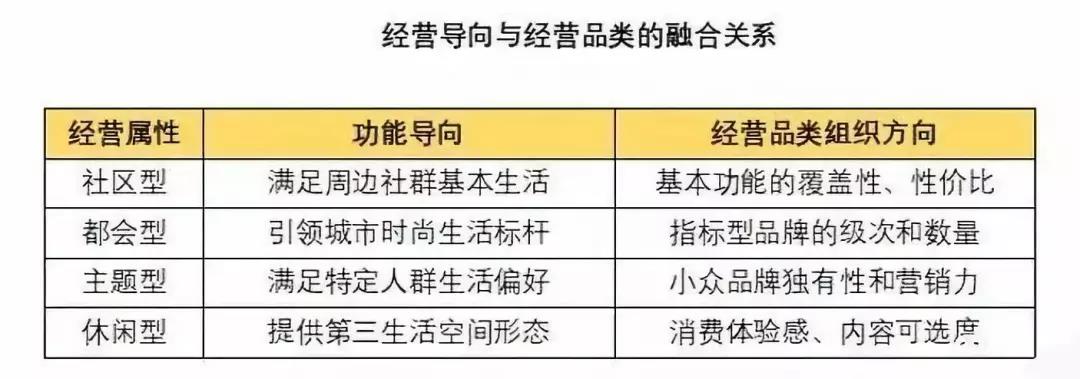 经营导向与经营品类的融合关系
经营属性 功能导向 经营品类组织方向
社区型 满足周边社群基本生活 基本功能的覆盖性、性价比
都会型 引领城市时尚生活标杆 指标型品牌的级次和数量
主题型 满足特定人群生活偏好 小众品牌独有性和营销力
休闲型 提供第三生活空间形态 消费体验感、内容可选度